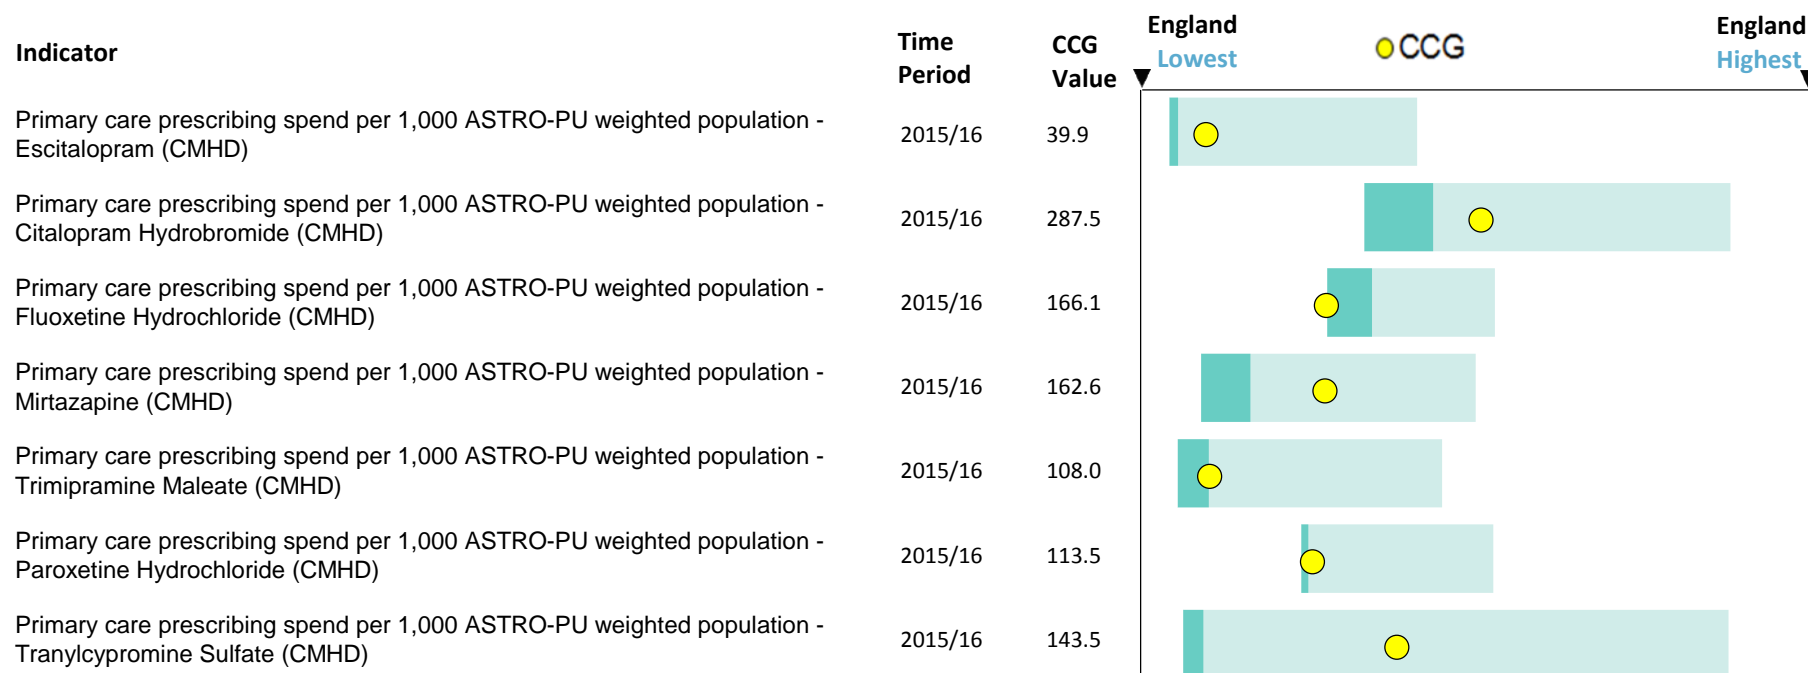 Indicator
Time Period
CCG Value
England Lowest
CCG
England Highest
Primary care prescribing spend per 1,000 ASTRO-PU weighted population -
Escitalopram (CMHD)
2015/16
39.9
Primary care prescribing spend per 1,000 ASTRO-PU weighted population -
Citalopram Hydrobromide (CMHD)
2015/16
287.5
Primary care prescribing spend per 1,000 ASTRO-PU weighted population -
Fluoxetine Hydrochloride (CMHD)
2015/16
166.1
Primary care prescribing spend per 1,000 ASTRO-PU weighted population -
Mirtazapine (CMHD)
2015/16
162.6
Primary care prescribing spend per 1,000 ASTRO-PU weighted population -
Trimipramine Maleate (CMHD)
2015/16
108.0
Primary care prescribing spend per 1,000 ASTRO-PU weighted population -
Paroxetine Hydrochloride (CMHD)
2015/16
113.5
Primary care prescribing spend per 1,000 ASTRO-PU weighted population -
Tranylcypromine Sulfate (CMHD)
2015/16
143.5